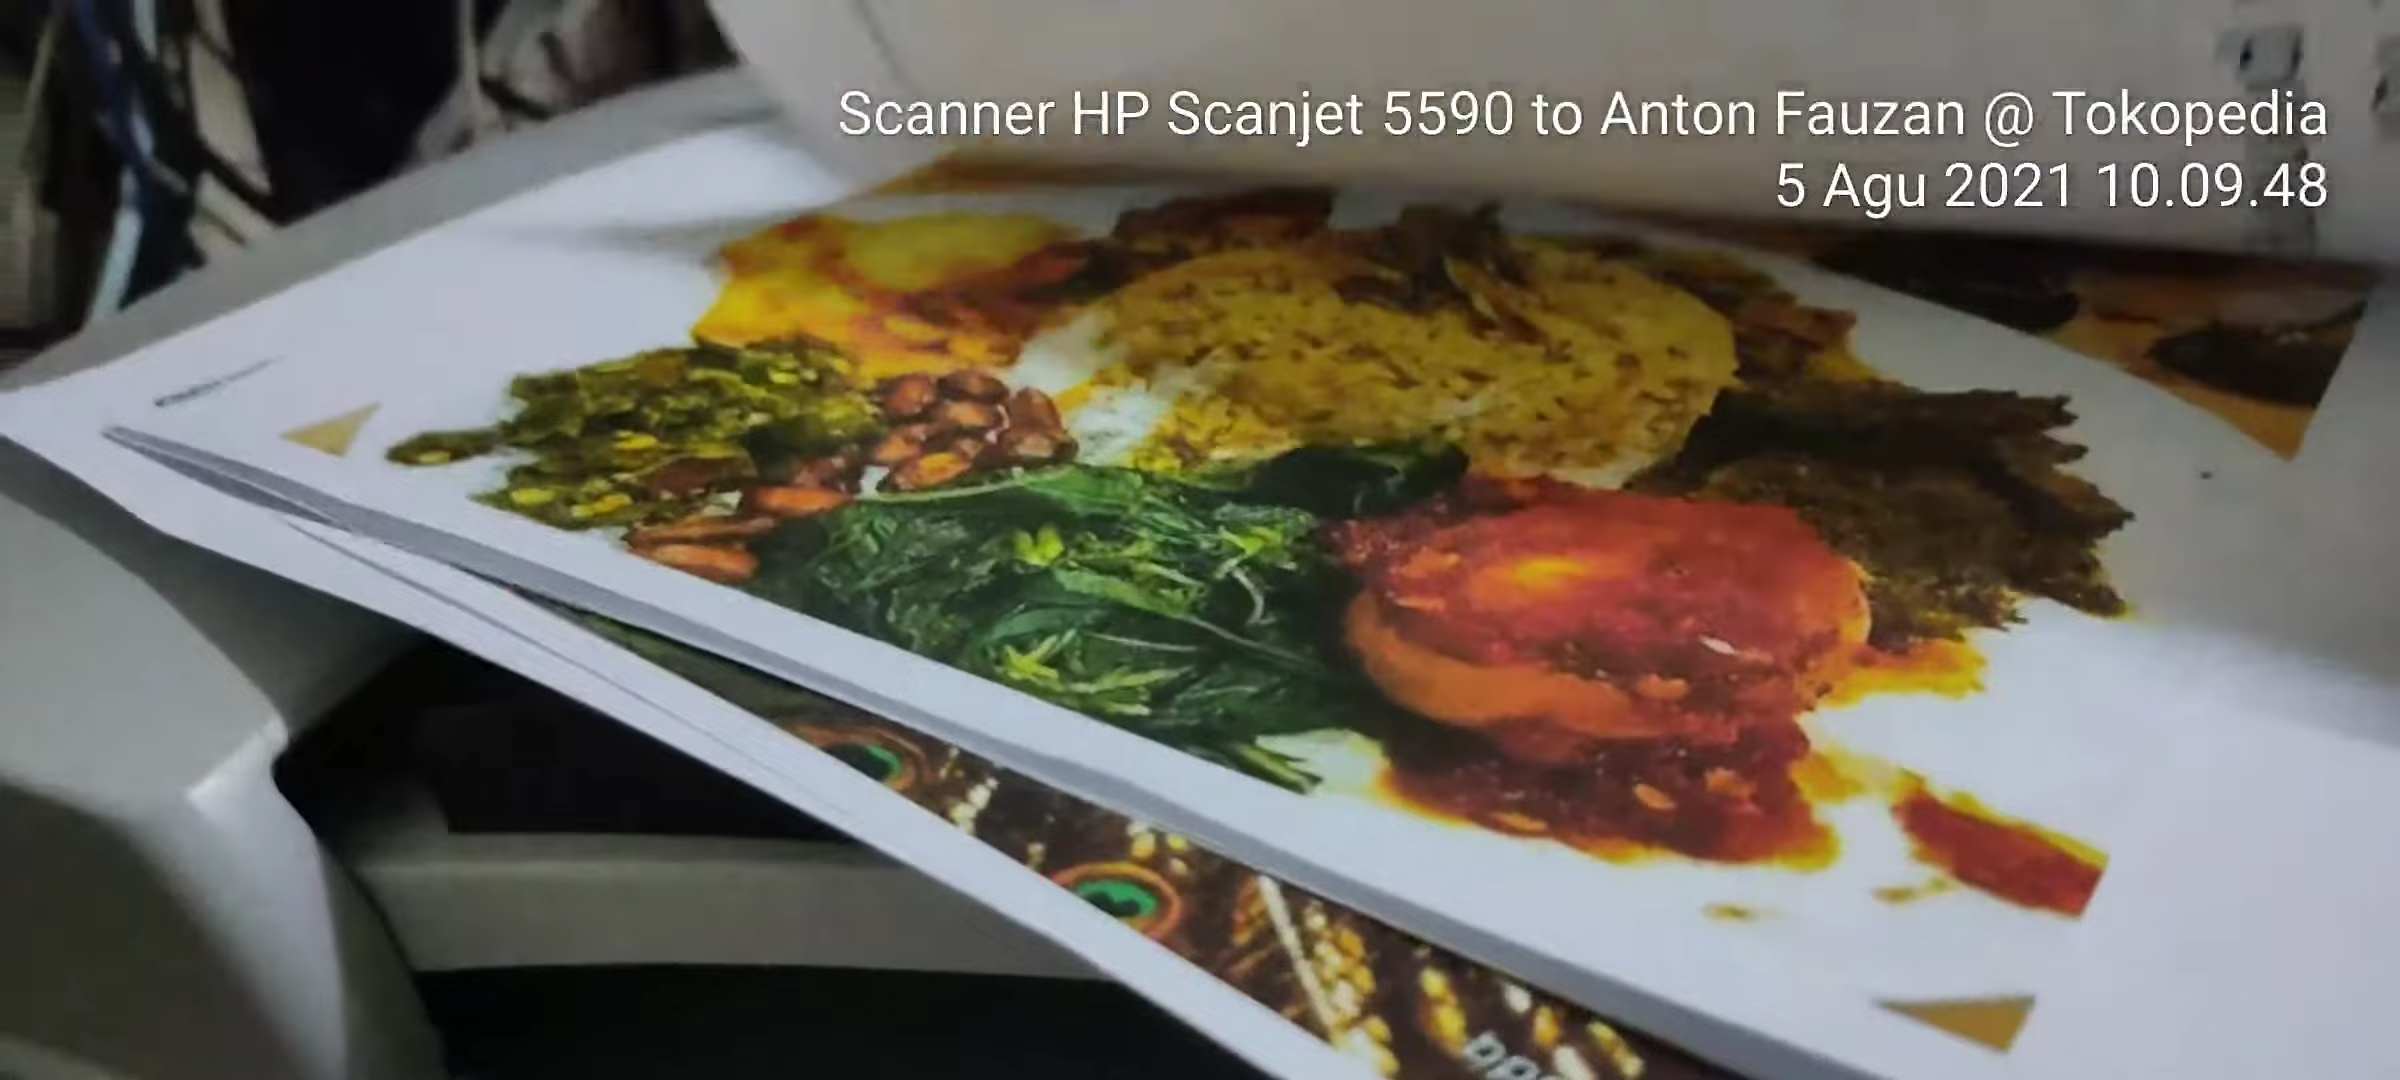 Scanner HP Scanjet 5590 to Anton Fauzan @ Tokopedia
5 Agu 2021 10.09.48